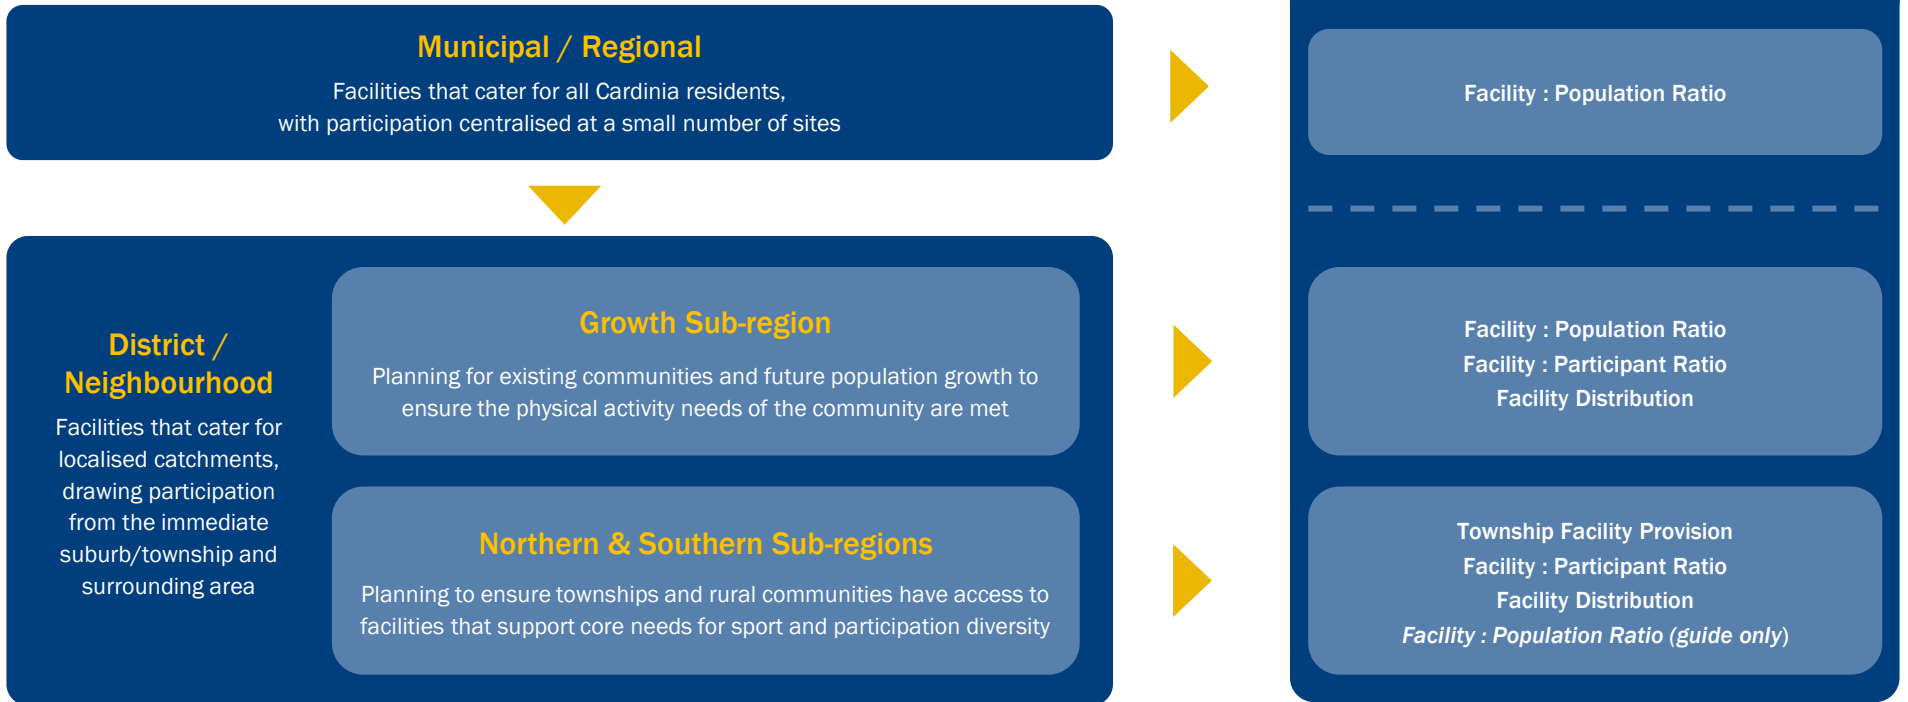 Municipal / Regional
Facilities that cater for all Cardinia residents,
with participation centralised at a small number of sites
Facility : Population Ratio
District /
Neighbourhood
Facilities that cater for
localised catchments,
drawing participation
from the immediate
suburb/township and
surrounding area
Growth Sub-region
Planning for existing communities and future population growth to
ensure the physical activity needs of the community are met
Facility : Population Ratio
Facility : Participant Ratio
Facility Distribution
Northern & Southern Sub-regions
Planning to ensure townships and rural communities have access to
facilities that support core needs for sport and participation diversity
Township Facility Provision
Facility : Participant Ratio
Facility Distribution
Facility : Population Ratio (guide only)